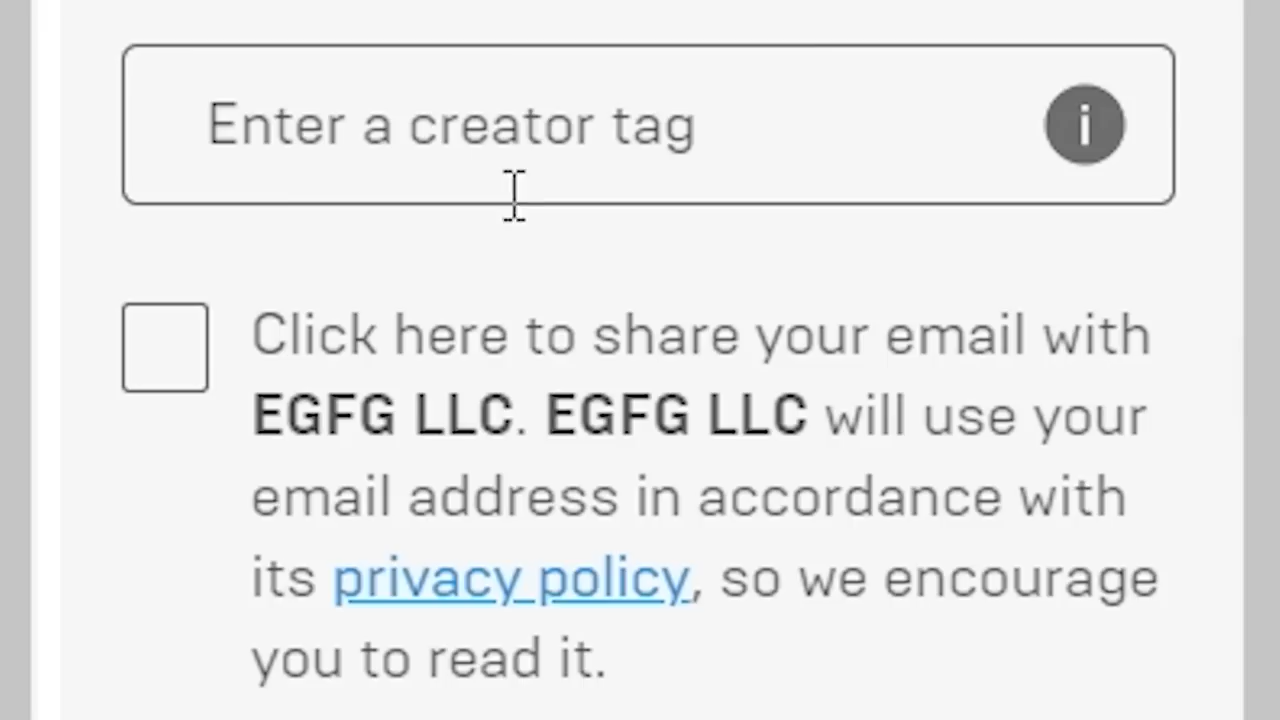 Enter a creator tag
i
Click here to share your email with
EGFG LLC. EGFG LLC will use your
email address in accordance with
its privacy policy, so we encourage
you to read it.